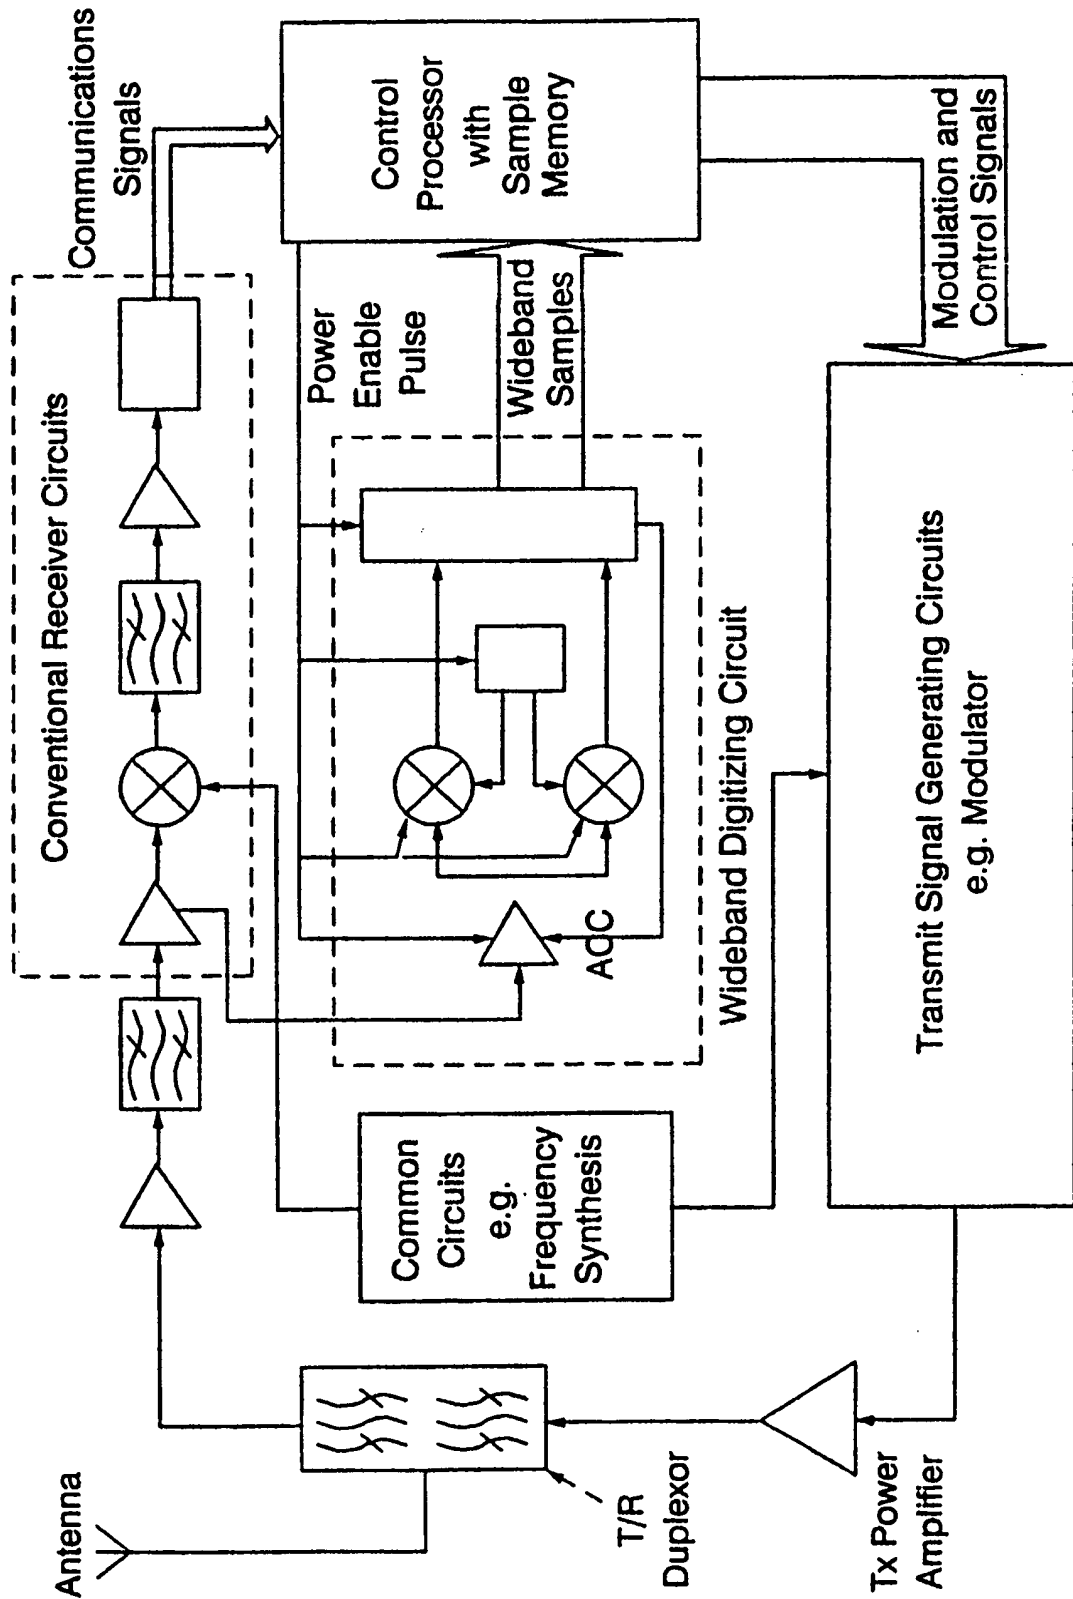 Antenna
T/R
Duplexor
Tx Power
Amplifier
Conventional Receiver Circuits
Communications
Signals
Common
Circuits
e.g.
Frequency
Synthesis
Power
Enable
Pulse
AOC
Wideband
Samples
Wideband Digitizing Circuit
Control
Processor
with
Sample
Memory
Modulation and
Control Signals
Transmit Signal Generating Circuits
e.g. Modulator